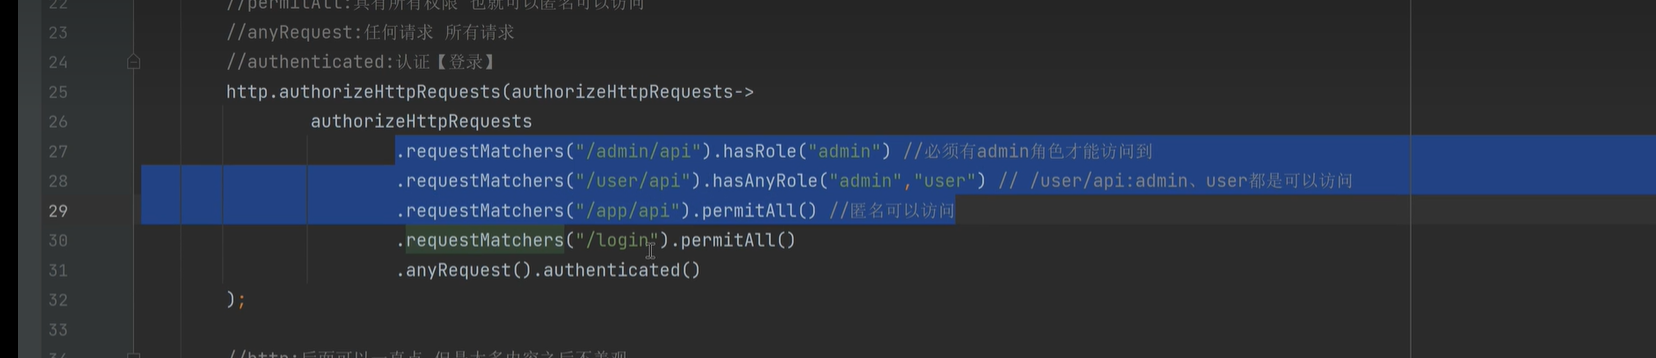 22 //permitAll:具有所有权限 也就可以匿名可以访问
23 //anyRequest:任何请求 所有请求
24 //authenticated:认证【登录】
25 http.authorizeHttpRequests(authorizeHttpRequests->
26 authorizeHttpRequests
27 .requestMatchers("/admin/api").hasRole("admin") //必须有admin角色才能访问到
28 .requestMatchers("/user/api").hasAnyRole("admin","user") // /user/api:admin、user都是可以访问
29 .requestMatchers("/app/api").permitAll() //匿名可以访问
30 .requestMatchers("/login").permitAll()
31 .anyRequest().authenticated()
32 );
33
34 //http:后面可以一直点 但是太多内容之后不美观